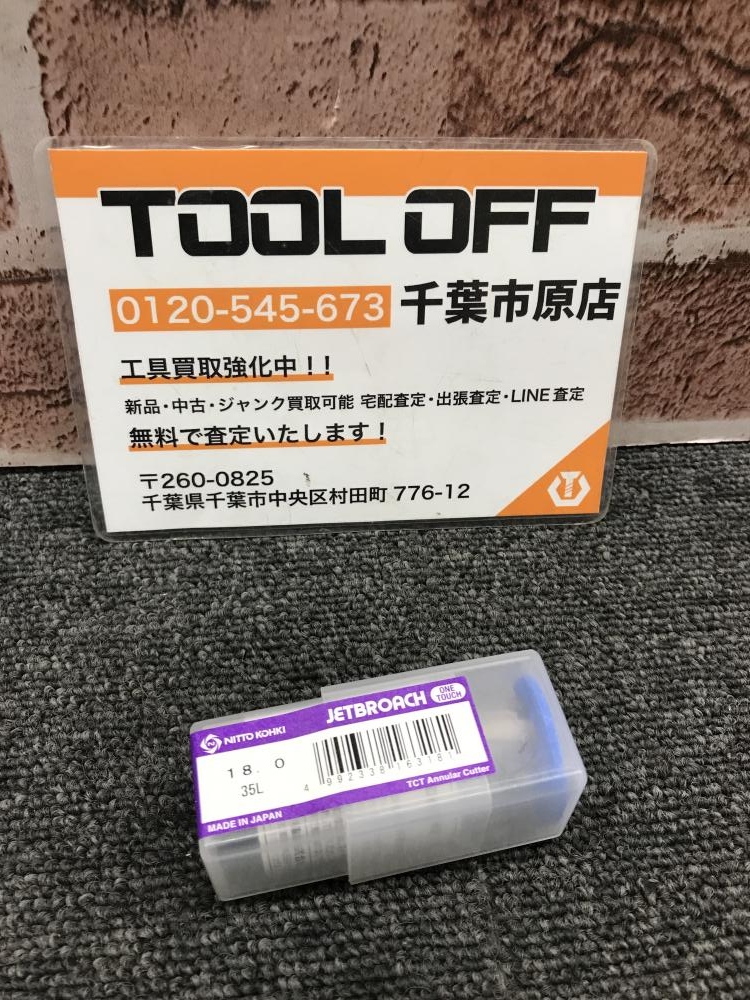 TOOL OFF
0120-545-673 千葉市原店
工具買取強化中！！
新品・中古・ジャンク買取可能 宅配査定・出張査定・LINE査定
無料で査定いたします！
〒260-0825
千葉県千葉市中央区村田町 776-12
NITTO KOHKI
JETBROACH ONE TOUCH
18.0
35L
4 992338 163181
TCT Annular Cutter
MADE IN JAPAN